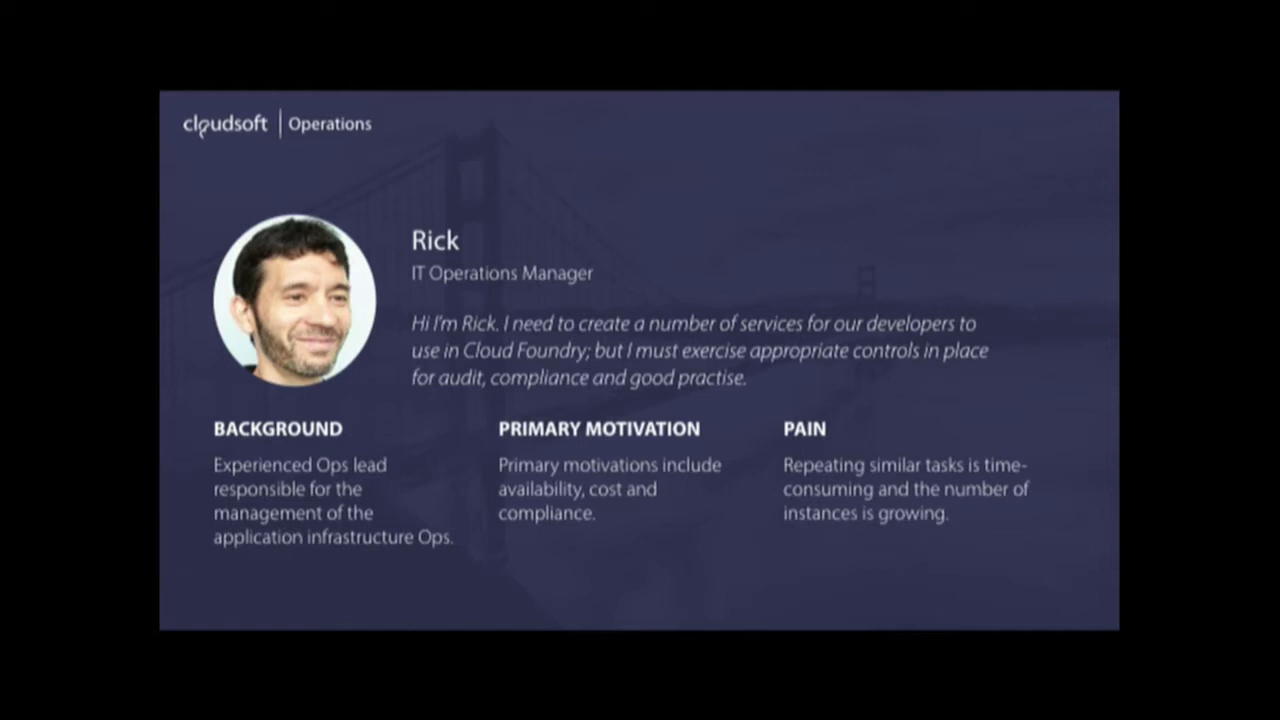 cloudsoft | Operations
Rick
IT Operations Manager
Hi I'm Rick. I need to create a number of services for our developers to
use in Cloud Foundry; but I must exercise appropriate controls in place
for audit, compliance and good practise.
BACKGROUND
Experienced Ops lead
responsible for the
management of the
application infrastructure Ops.
PRIMARY MOTIVATION
Primary motivations include
availability, cost and
compliance.
PAIN
Repeating similar tasks is time-
consuming and the number of
instances is growing.